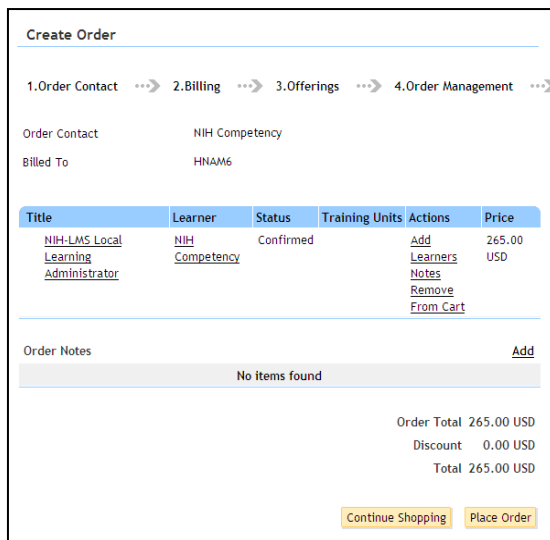 Create Order
1.Order Contact 2.Billing 3.Offerings 4.Order Management
Order Contact NIH Competency
Billed To HNAM6
Title Learner Status Training Units Actions Price
NIH-LMS Local NIH Confirmed Add 265.00
Learning Competency Learners USD
Administrator Notes
Remove
From Cart
Order Notes Add
No items found
Order Total 265.00 USD
Discount 0.00 USD
Total 265.00 USD
Continue Shopping Place Order